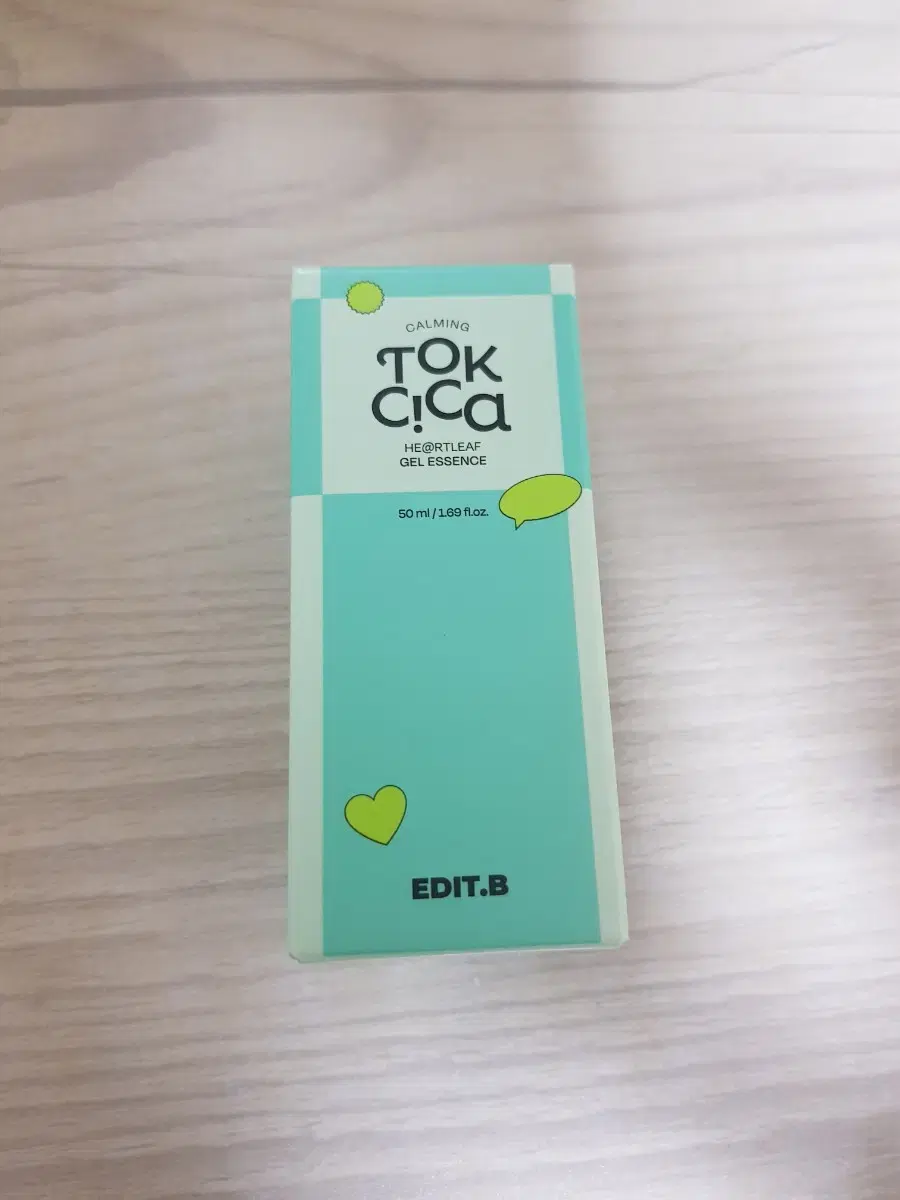 CALMING
TOK
C!Ca
HE@RTLEAF
GEL ESSENCE
50 ml / 1.69 fl.oz.
EDIT.B